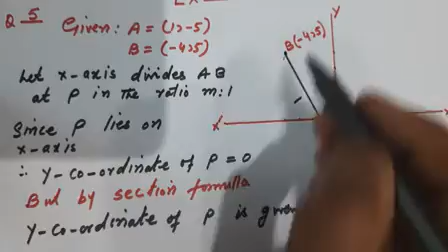 Q 5
Given: A = (1, -5)
B = (-4, 5)
Let x-axis divides AB
at P in the ratio m:1
Since P lies on
x-axis
∴ Y-co-ordinate of P = 0
But by section formula
Y-co-ordinate of P is given
B(-4,5)
Y
X'